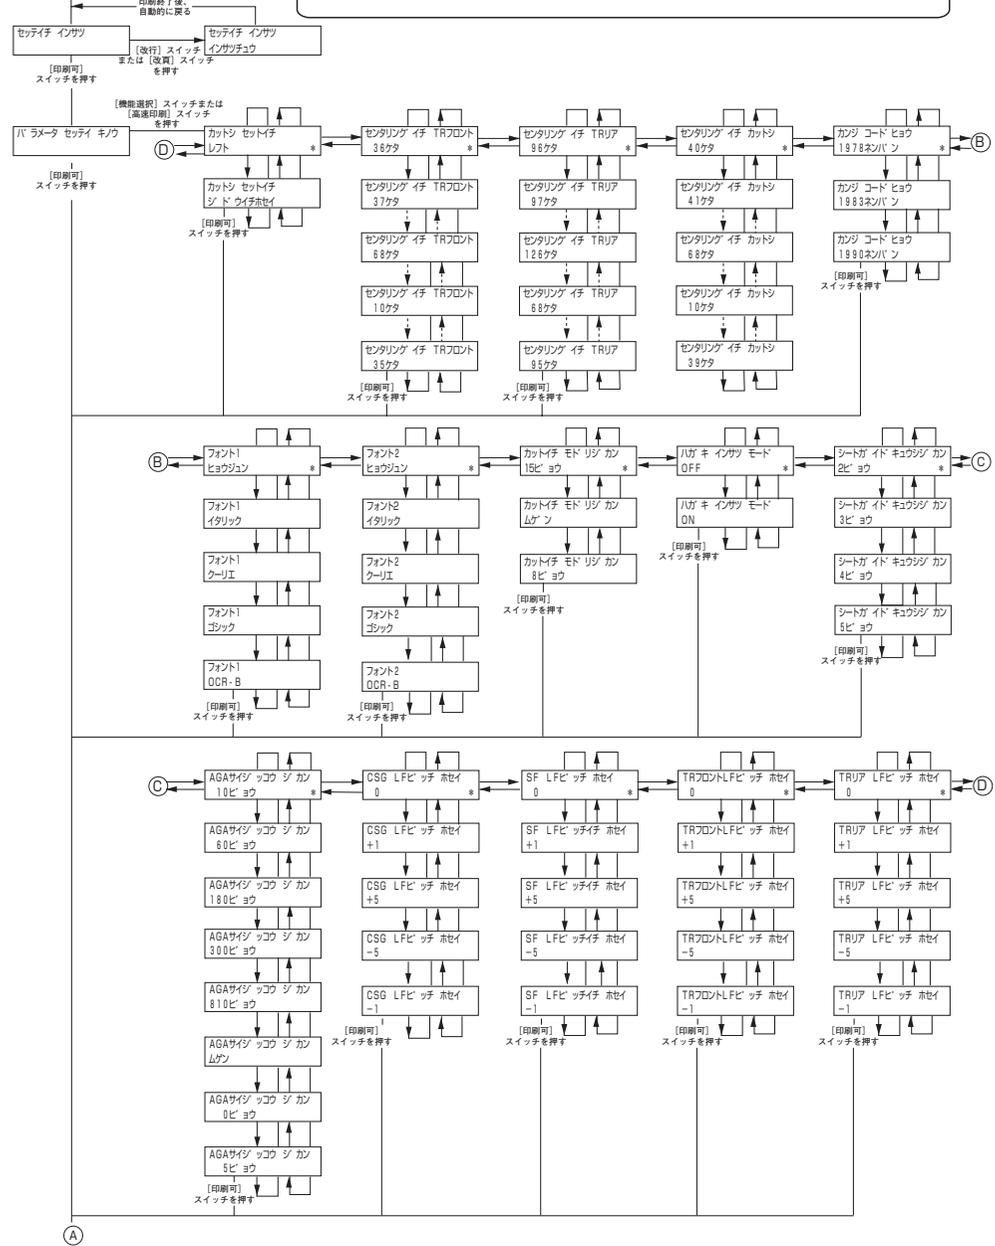 印刷終了後、
自動的に戻る
セッテイチ インサツ
セッテイチ インサツ
インサツチュウ
[改行] スイッチ
または [改頁] スイッチ
を押す
[印刷可]
スイッチを押す
[機能選択] スイッチまたは
[高速印刷] スイッチ
を押す
パラメータ セッテイ キノウ
[印刷可]
スイッチを押す
D
カットシ セットイチ
レフト *
カットシ セットイチ
ジドウイチホセイ
[印刷可]
スイッチを押す
センタリングイチ TRフロント
36ケタ *
センタリングイチ TRフロント
37ケタ
センタリングイチ TRフロント
68ケタ
センタリングイチ TRフロント
10ケタ
センタリングイチ TRフロント
35ケタ
[印刷可]
スイッチを押す
センタリングイチ TRリア
96ケタ *
センタリングイチ TRリア
97ケタ
センタリングイチ TRリア
126ケタ
センタリングイチ TRリア
68ケタ
センタリングイチ TRリア
95ケタ
[印刷可]
スイッチを押す
センタリングイチ カットシ
40ケタ *
センタリングイチ カットシ
41ケタ
センタリングイチ カットシ
68ケタ
センタリングイチ カットシ
10ケタ
センタリングイチ カットシ
39ケタ
カンジ コードヒョウ
1978ネンバン *
カンジ コードヒョウ
1983ネンバン
カンジ コードヒョウ
1990ネンバン
[印刷可]
スイッチを押す
B
B
フォント1
ヒョウジュン *
フォント1
イタリック
フォント1
クーリエ
フォント1
ゴシック
フォント1
OCR-B
[印刷可]
スイッチを押す
フォント2
ヒョウジュン *
フォント2
イタリック
フォント2
クーリエ
フォント2
ゴシック
フォント2
OCR-B
[印刷可]
スイッチを押す
カットイチ モドリジカン
15ビョウ *
カットイチ モドリジカン
ムゲン
カットイチ モドリジカン
8ビョウ
[印刷可]
スイッチを押す
ハガキ インサツ モード
OFF *
ハガキ インサツ モード
ON
[印刷可]
スイッチを押す
シートガイドキュウシジカン
2ビョウ *
シートガイドキュウシジカン
3ビョウ
シートガイドキュウシジカン
4ビョウ
シートガイドキュウシジカン
5ビョウ
[印刷可]
スイッチを押す
C
C
AGAサイジッコウ ジカン
10ビョウ *
AGAサイジッコウ ジカン
60ビョウ
AGAサイジッコウ ジカン
180ビョウ
AGAサイジッコウ ジカン
300ビョウ
AGAサイジッコウ ジカン
810ビョウ
AGAサイジッコウ ジカン
ムゲン
AGAサイジッコウ ジカン
0ビョウ
AGAサイジッコウ ジカン
5ビョウ
[印刷可]
スイッチを押す
CSG LFピッチ ホセイ
0 *
CSG LFピッチ ホセイ
+1
CSG LFピッチ ホセイ
+5
CSG LFピッチ ホセイ
-5
CSG LFピッチ ホセイ
-1
[印刷可]
スイッチを押す
SF LFピッチ ホセイ
0 *
SF LFピッチイチ ホセイ
+1
SF LFピッチイチ ホセイ
+5
SF LFピッチイチ ホセイ
-5
SF LFピッチイチ ホセイ
-1
[印刷可]
スイッチを押す
TRフロントLFピッチ ホセイ
0 *
TRフロントLFピッチ ホセイ
+1
TRフロントLFピッチ ホセイ
+5
TRフロントLFピッチ ホセイ
-5
TRフロントLFピッチ ホセイ
-1
[印刷可]
スイッチを押す
TRリア LFピッチ ホセイ
0 *
TRリア LFピッチ ホセイ
+1
TRリア LFピッチ ホセイ
+5
TRリア LFピッチ ホセイ
-5
TRリア LFピッチ ホセイ
-1
[印刷可]
スイッチを押す
D
A